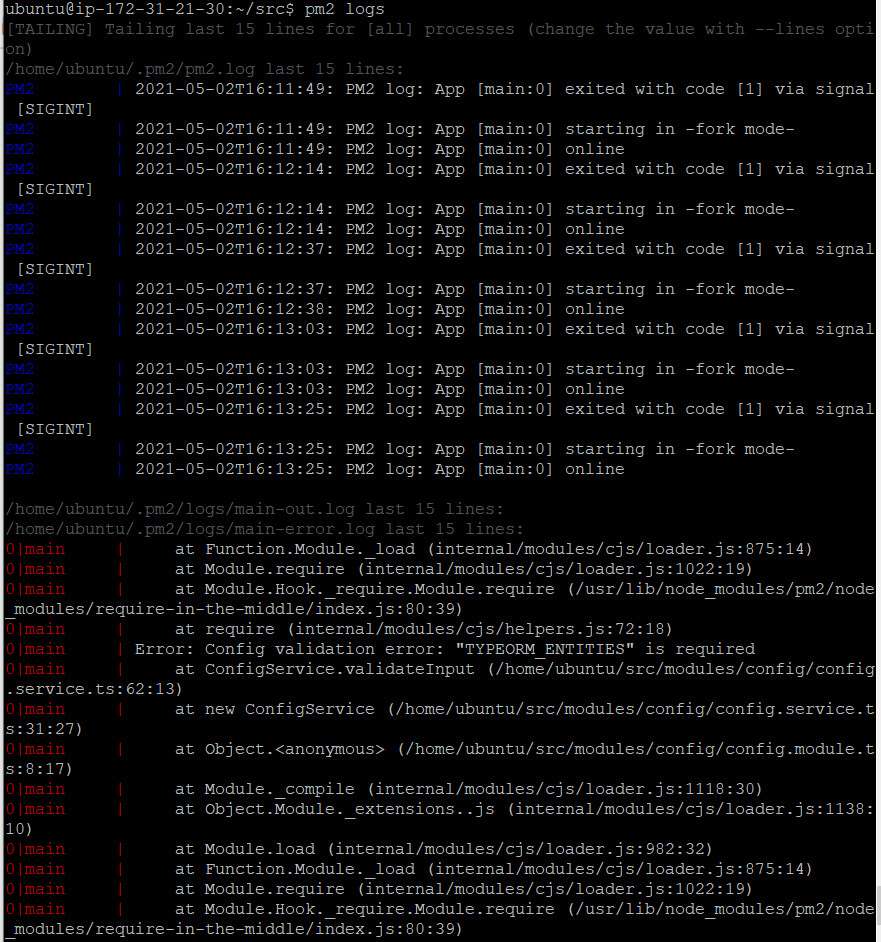 ubuntu@ip-172-31-21-30:~/src$ pm2 logs
[TAILING] Tailing last 15 lines for [all] processes (change the value with --lines opti
on)
/home/ubuntu/.pm2/pm2.log last 15 lines:
PM2        | 2021-05-02T16:11:49: PM2 log: App [main:0] exited with code [1] via signal
 [SIGINT]
PM2        | 2021-05-02T16:11:49: PM2 log: App [main:0] starting in -fork mode-
PM2        | 2021-05-02T16:11:49: PM2 log: App [main:0] online
PM2        | 2021-05-02T16:12:14: PM2 log: App [main:0] exited with code [1] via signal
 [SIGINT]
PM2        | 2021-05-02T16:12:14: PM2 log: App [main:0] starting in -fork mode-
PM2        | 2021-05-02T16:12:14: PM2 log: App [main:0] online
PM2        | 2021-05-02T16:12:37: PM2 log: App [main:0] exited with code [1] via signal
 [SIGINT]
PM2        | 2021-05-02T16:12:37: PM2 log: App [main:0] starting in -fork mode-
PM2        | 2021-05-02T16:12:38: PM2 log: App [main:0] online
PM2        | 2021-05-02T16:13:03: PM2 log: App [main:0] exited with code [1] via signal
 [SIGINT]
PM2        | 2021-05-02T16:13:03: PM2 log: App [main:0] starting in -fork mode-
PM2        | 2021-05-02T16:13:03: PM2 log: App [main:0] online
PM2        | 2021-05-02T16:13:25: PM2 log: App [main:0] exited with code [1] via signal
 [SIGINT]
PM2        | 2021-05-02T16:13:25: PM2 log: App [main:0] starting in -fork mode-
PM2        | 2021-05-02T16:13:25: PM2 log: App [main:0] online
/home/ubuntu/.pm2/logs/main-out.log last 15 lines:
/home/ubuntu/.pm2/logs/main-error.log last 15 lines:
0|main     |     at Function.Module._load (internal/modules/cjs/loader.js:875:14)
0|main     |     at Module.require (internal/modules/cjs/loader.js:1022:19)
0|main     |     at Module.Hook._require.Module.require (/usr/lib/node_modules/pm2/node
_modules/require-in-the-middle/index.js:80:39)
0|main     |     at require (internal/modules/cjs/helpers.js:72:18)
0|main     | Error: Config validation error: "TYPEORM_ENTITIES" is required
0|main     |     at ConfigService.validateInput (/home/ubuntu/src/modules/config/config
.service.ts:62:13)
0|main     |     at new ConfigService (/home/ubuntu/src/modules/config/config.service.t
s:31:27)
0|main     |     at Object.<anonymous> (/home/ubuntu/src/modules/config/config.module.t
s:8:17)
0|main     |     at Module._compile (internal/modules/cjs/loader.js:1118:30)
0|main     |     at Object.Module._extensions..js (internal/modules/cjs/loader.js:1138:
10)
0|main     |     at Module.load (internal/modules/cjs/loader.js:982:32)
0|main     |     at Function.Module._load (internal/modules/cjs/loader.js:875:14)
0|main     |     at Module.require (internal/modules/cjs/loader.js:1022:19)
0|main     |     at Module.Hook._require.Module.require (/usr/lib/node_modules/pm2/node
_modules/require-in-the-middle/index.js:80:39)